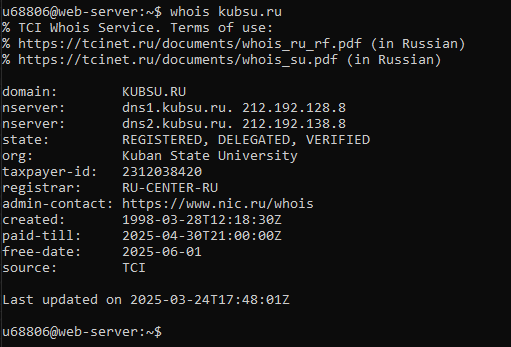 u68806@web-server:~$ whois kubsu.ru
% TCI Whois Service. Terms of use:
% https://tcinet.ru/documents/whois_ru_rf.pdf (in Russian)
% https://tcinet.ru/documents/whois_su.pdf (in Russian)

domain:        KUBSU.RU
nserver:       dns1.kubsu.ru. 212.192.128.8
nserver:       dns2.kubsu.ru. 212.192.138.8
state:         REGISTERED, DELEGATED, VERIFIED
org:           Kuban State University
taxpayer-id:   2312038420
registrar:     RU-CENTER-RU
admin-contact: https://www.nic.ru/whois
created:       1998-03-28T12:18:30Z
paid-till:     2025-04-30T21:00:00Z
free-date:     2025-06-01
source:        TCI

Last updated on 2025-03-24T17:48:01Z

u68806@web-server:~$